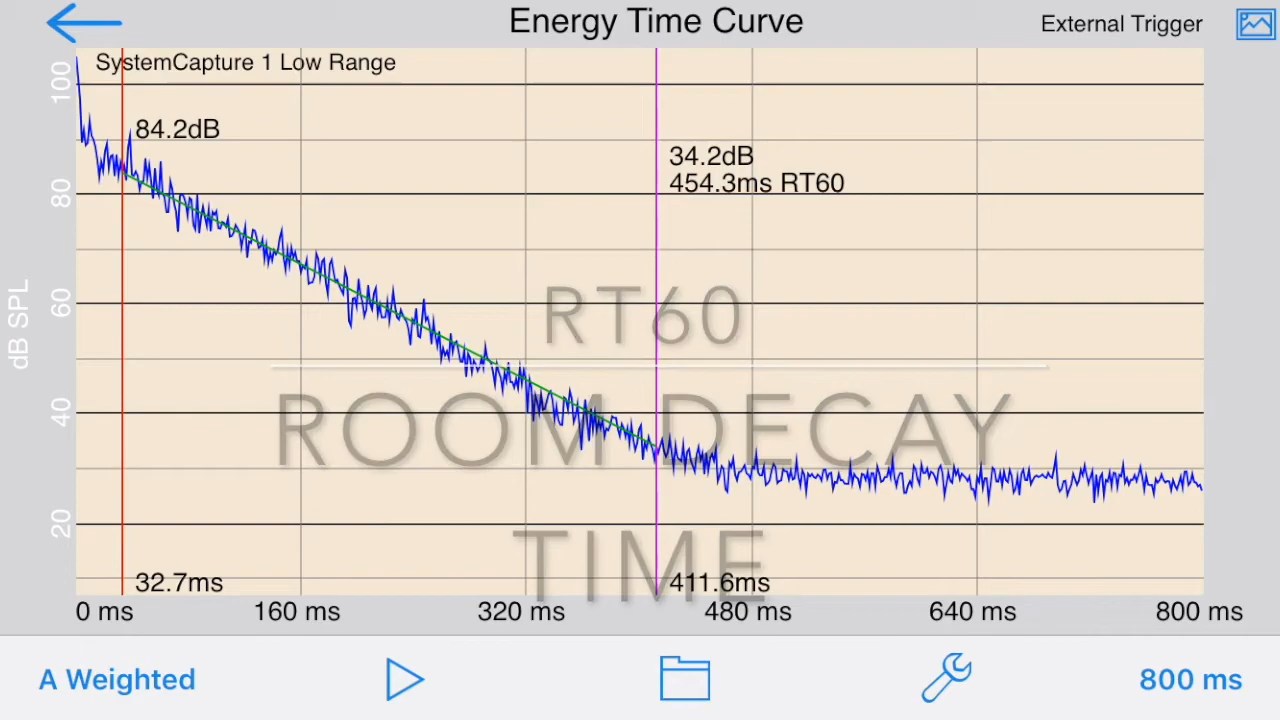 Energy Time Curve
External Trigger
SystemCapture 1 Low Range
100
84.2dB
34.2dB
454.3ms RT60
80
dB SPL
60
RT60
40
ROOM DECAY
20
TIME
32.7ms
411.6ms
0 ms
160 ms
320 ms
480 ms
640 ms
800 ms
A Weighted
800 ms